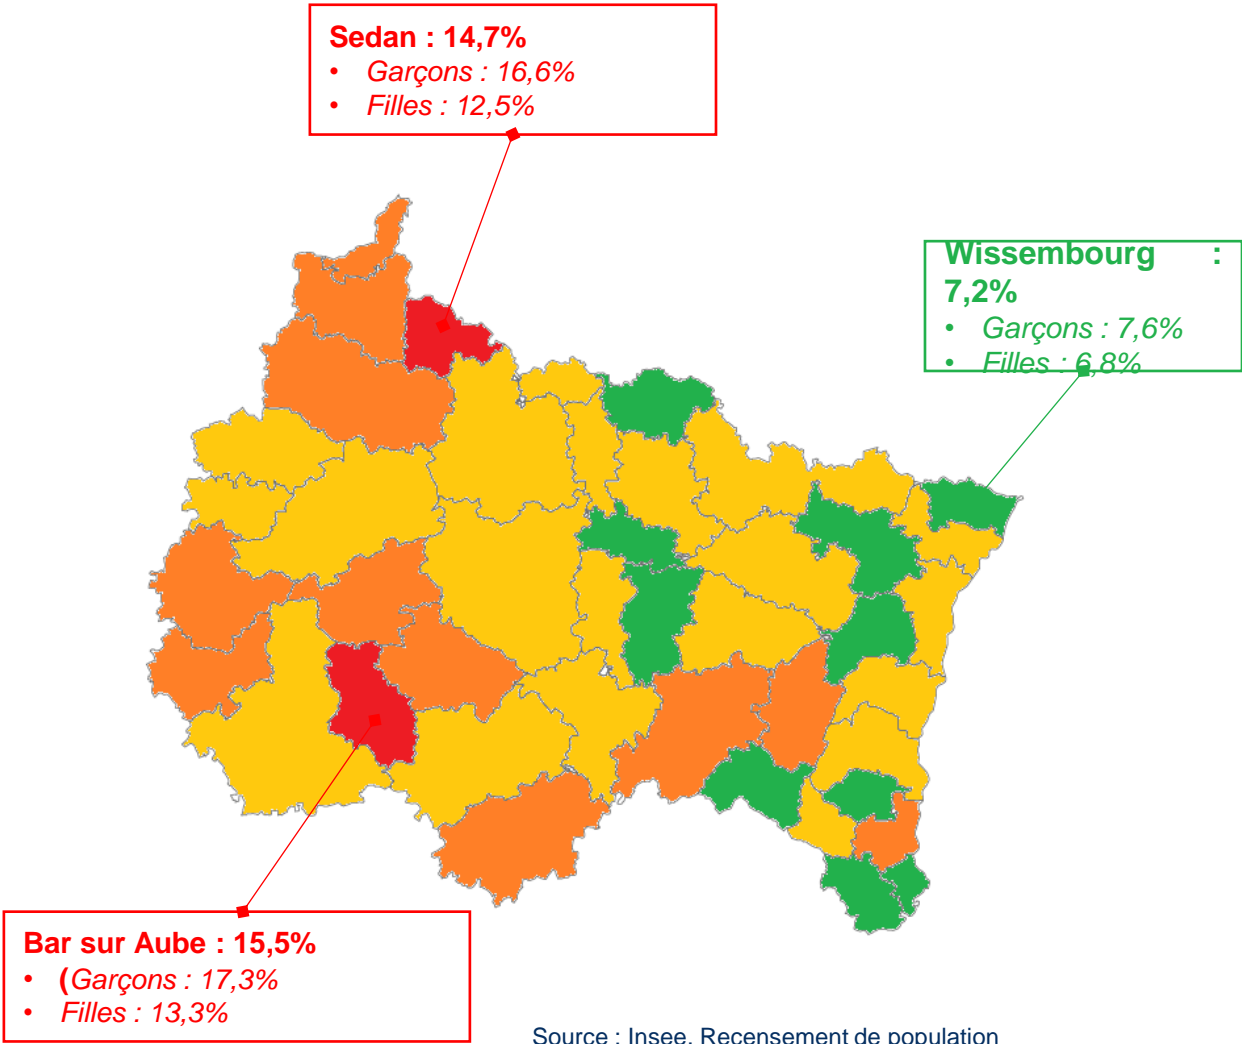 Sedan : 14,7%
• Garçons : 16,6%
• Filles : 12,5%
Wissembourg :
7,2%
• Garçons : 7,6%
• Filles : 6,8%
Bar sur Aube : 15,5%
• (Garçons : 17,3%
• Filles : 13,3%
Source : Insee, Recensement de population